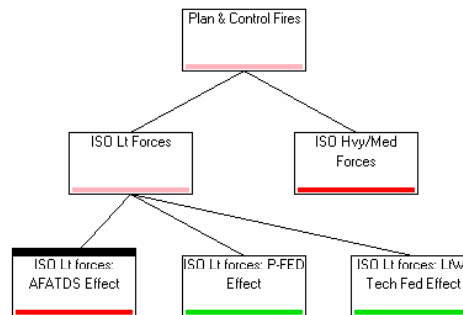 Plan & Control Fires
ISO Lt Forces
ISO Hvy/Med
Forces
ISO Lt forces:
AFATDS Effect
ISO Lt forces: P-FED
Effect
ISO Lt forces: LfW
Tech Fed Effect